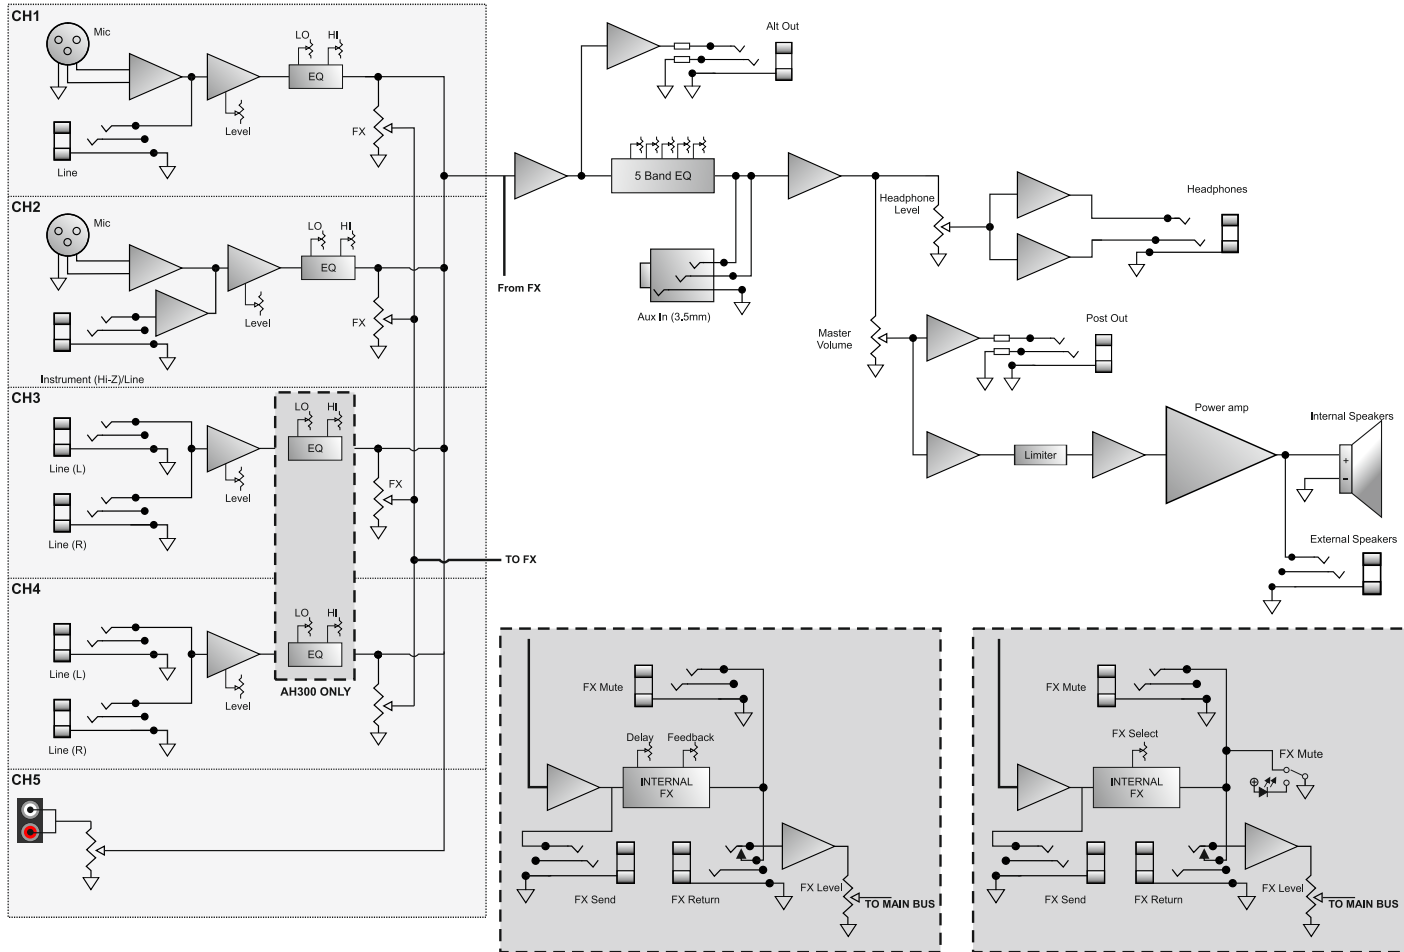 CH1
Mic
LO
HI
EQ
Level
FX
Line
CH2
Mic
LO
HI
EQ
Level
FX
Instrument (Hi-Z)/Line
CH3
LO
HI
EQ
Line (L)
Level
FX
Line (R)
TO FX
CH4
LO
HI
EQ
Line (L)
Level
AH300 ONLY
Line (R)
CH5
Alt Out
5 Band EQ
From FX
Aux In (3.5mm)
Headphone
Level
Headphones
Master
Volume
Post Out
Limiter
Power amp
Internal Speakers
+
-
External Speakers
FX Mute
Delay
Feedback
INTERNAL
FX
FX Send
FX Return
FX Level
TO MAIN BUS
FX Mute
FX Select
FX Mute
INTERNAL
FX
FX Send
FX Return
FX Level
TO MAIN BUS